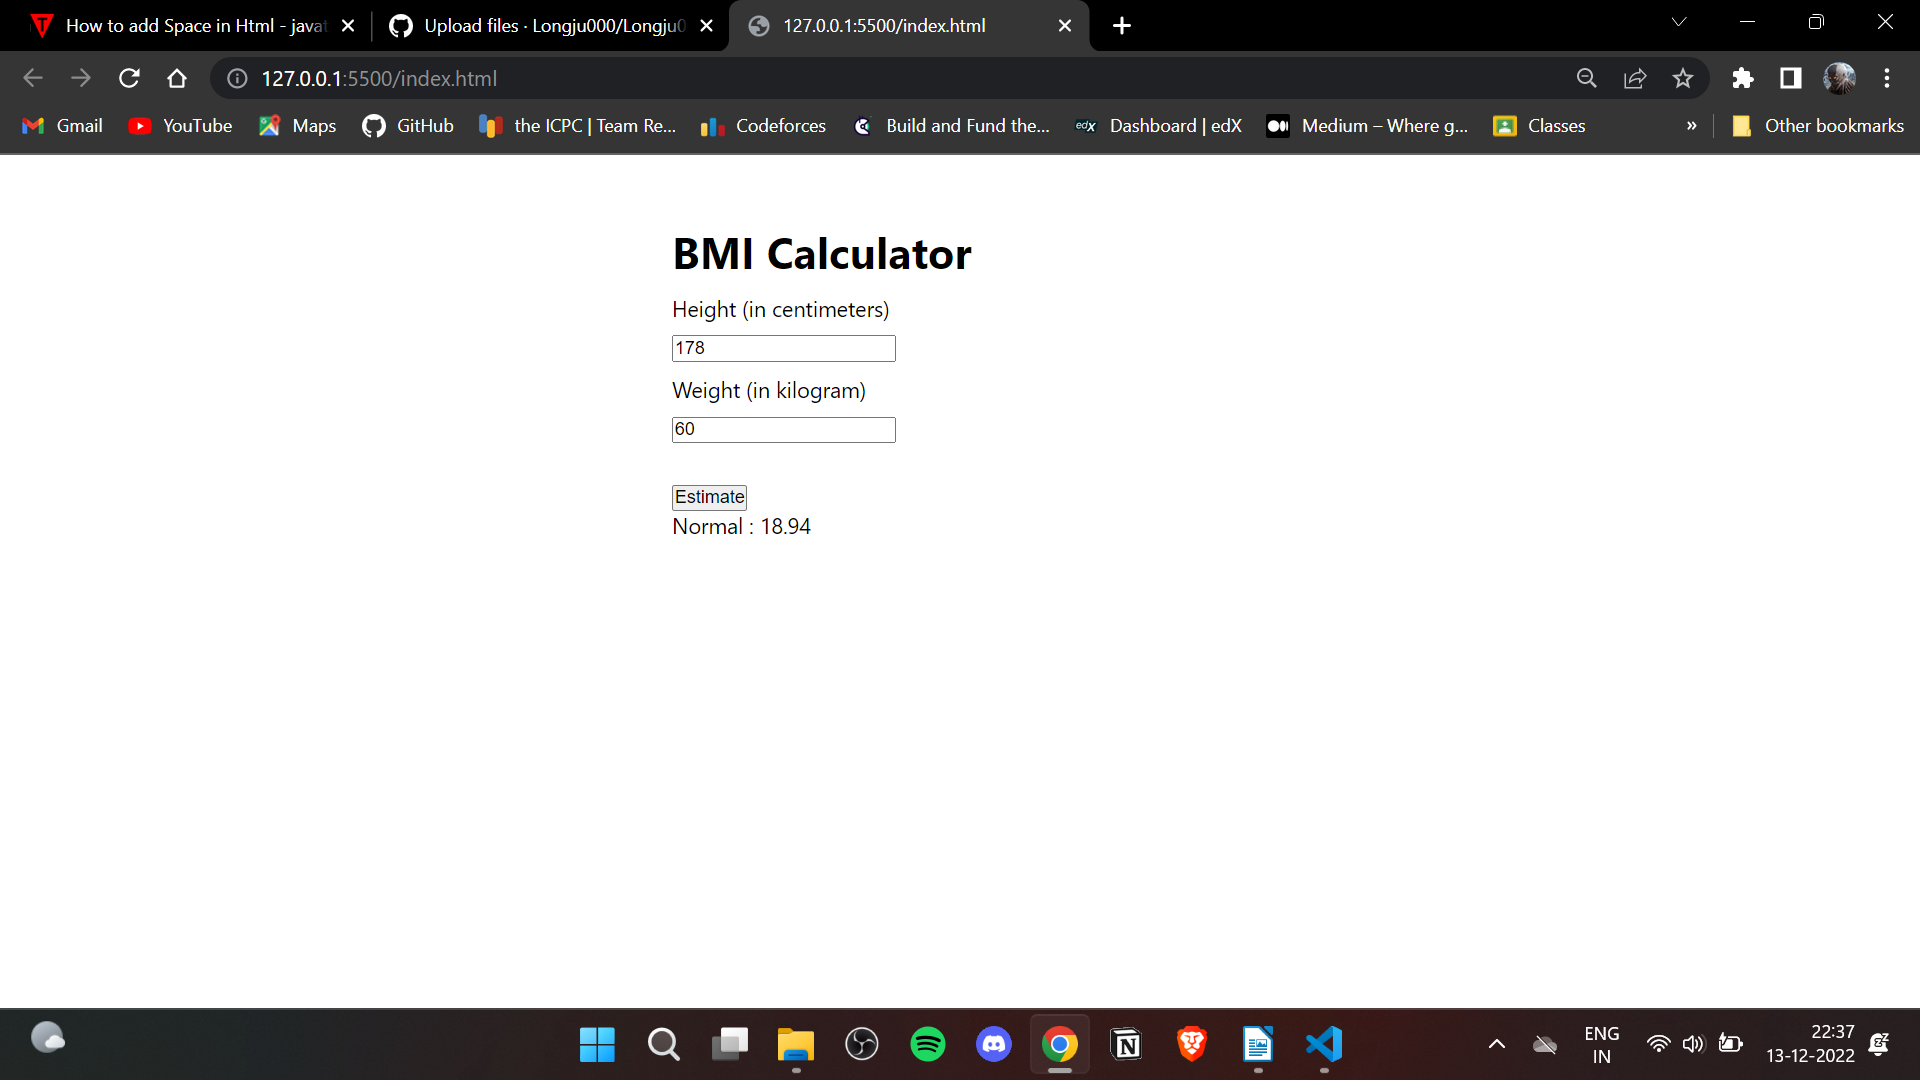 How to add Space in Html - javat
Upload files · Longju000/Longju0
127.0.0.1:5500/index.html
127.0.0.1:5500/index.html
Gmail
YouTube
Maps
GitHub
the ICPC | Team Re...
Codeforces
Build and Fund the...
edX
Dashboard | edX
Medium – Where g...
Classes
»
Other bookmarks
BMI Calculator
Height (in centimeters)
178
Weight (in kilogram)
60
Estimate
Normal : 18.94
ENG
IN
22:37
13-12-2022